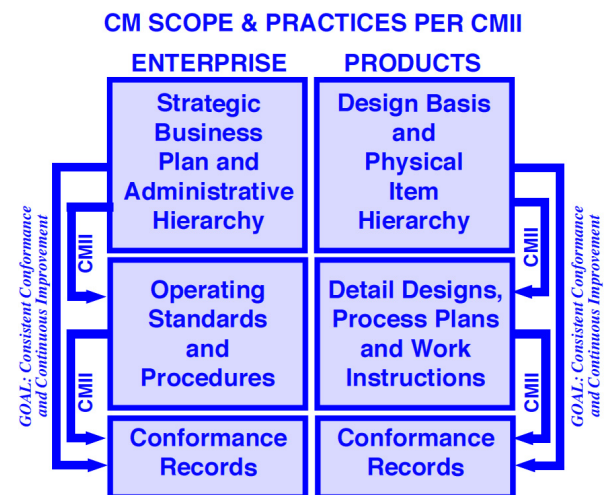 CM SCOPE & PRACTICES PER CMII
ENTERPRISE
PRODUCTS
Strategic
Business
Plan and
Administrative
Hierarchy
Design Basis
and
Physical
Item
Hierarchy
GOAL: Consistent Conformance
and Continuous Improvement
CMII
CMII
GOAL: Consistent Conformance
and Continuous Improvement
Operating
Standards
and
Procedures
Detail Designs,
Process Plans
and Work
Instructions
CMII
CMII
Conformance
Records
Conformance
Records